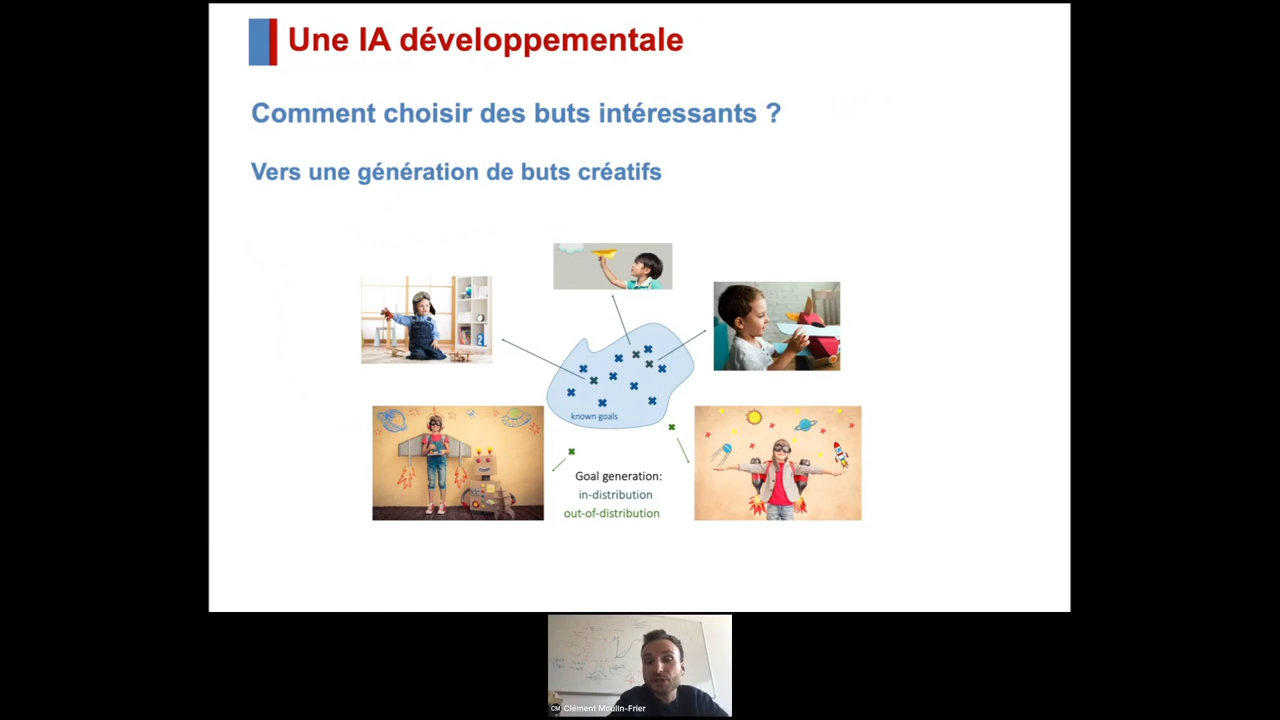 Une IA développementale
Comment choisir des buts intéressants ?
Vers une génération de buts créatifs
known goals
Goal generation:
in-distribution
out-of-distribution
CM Clément Moulin-Frier